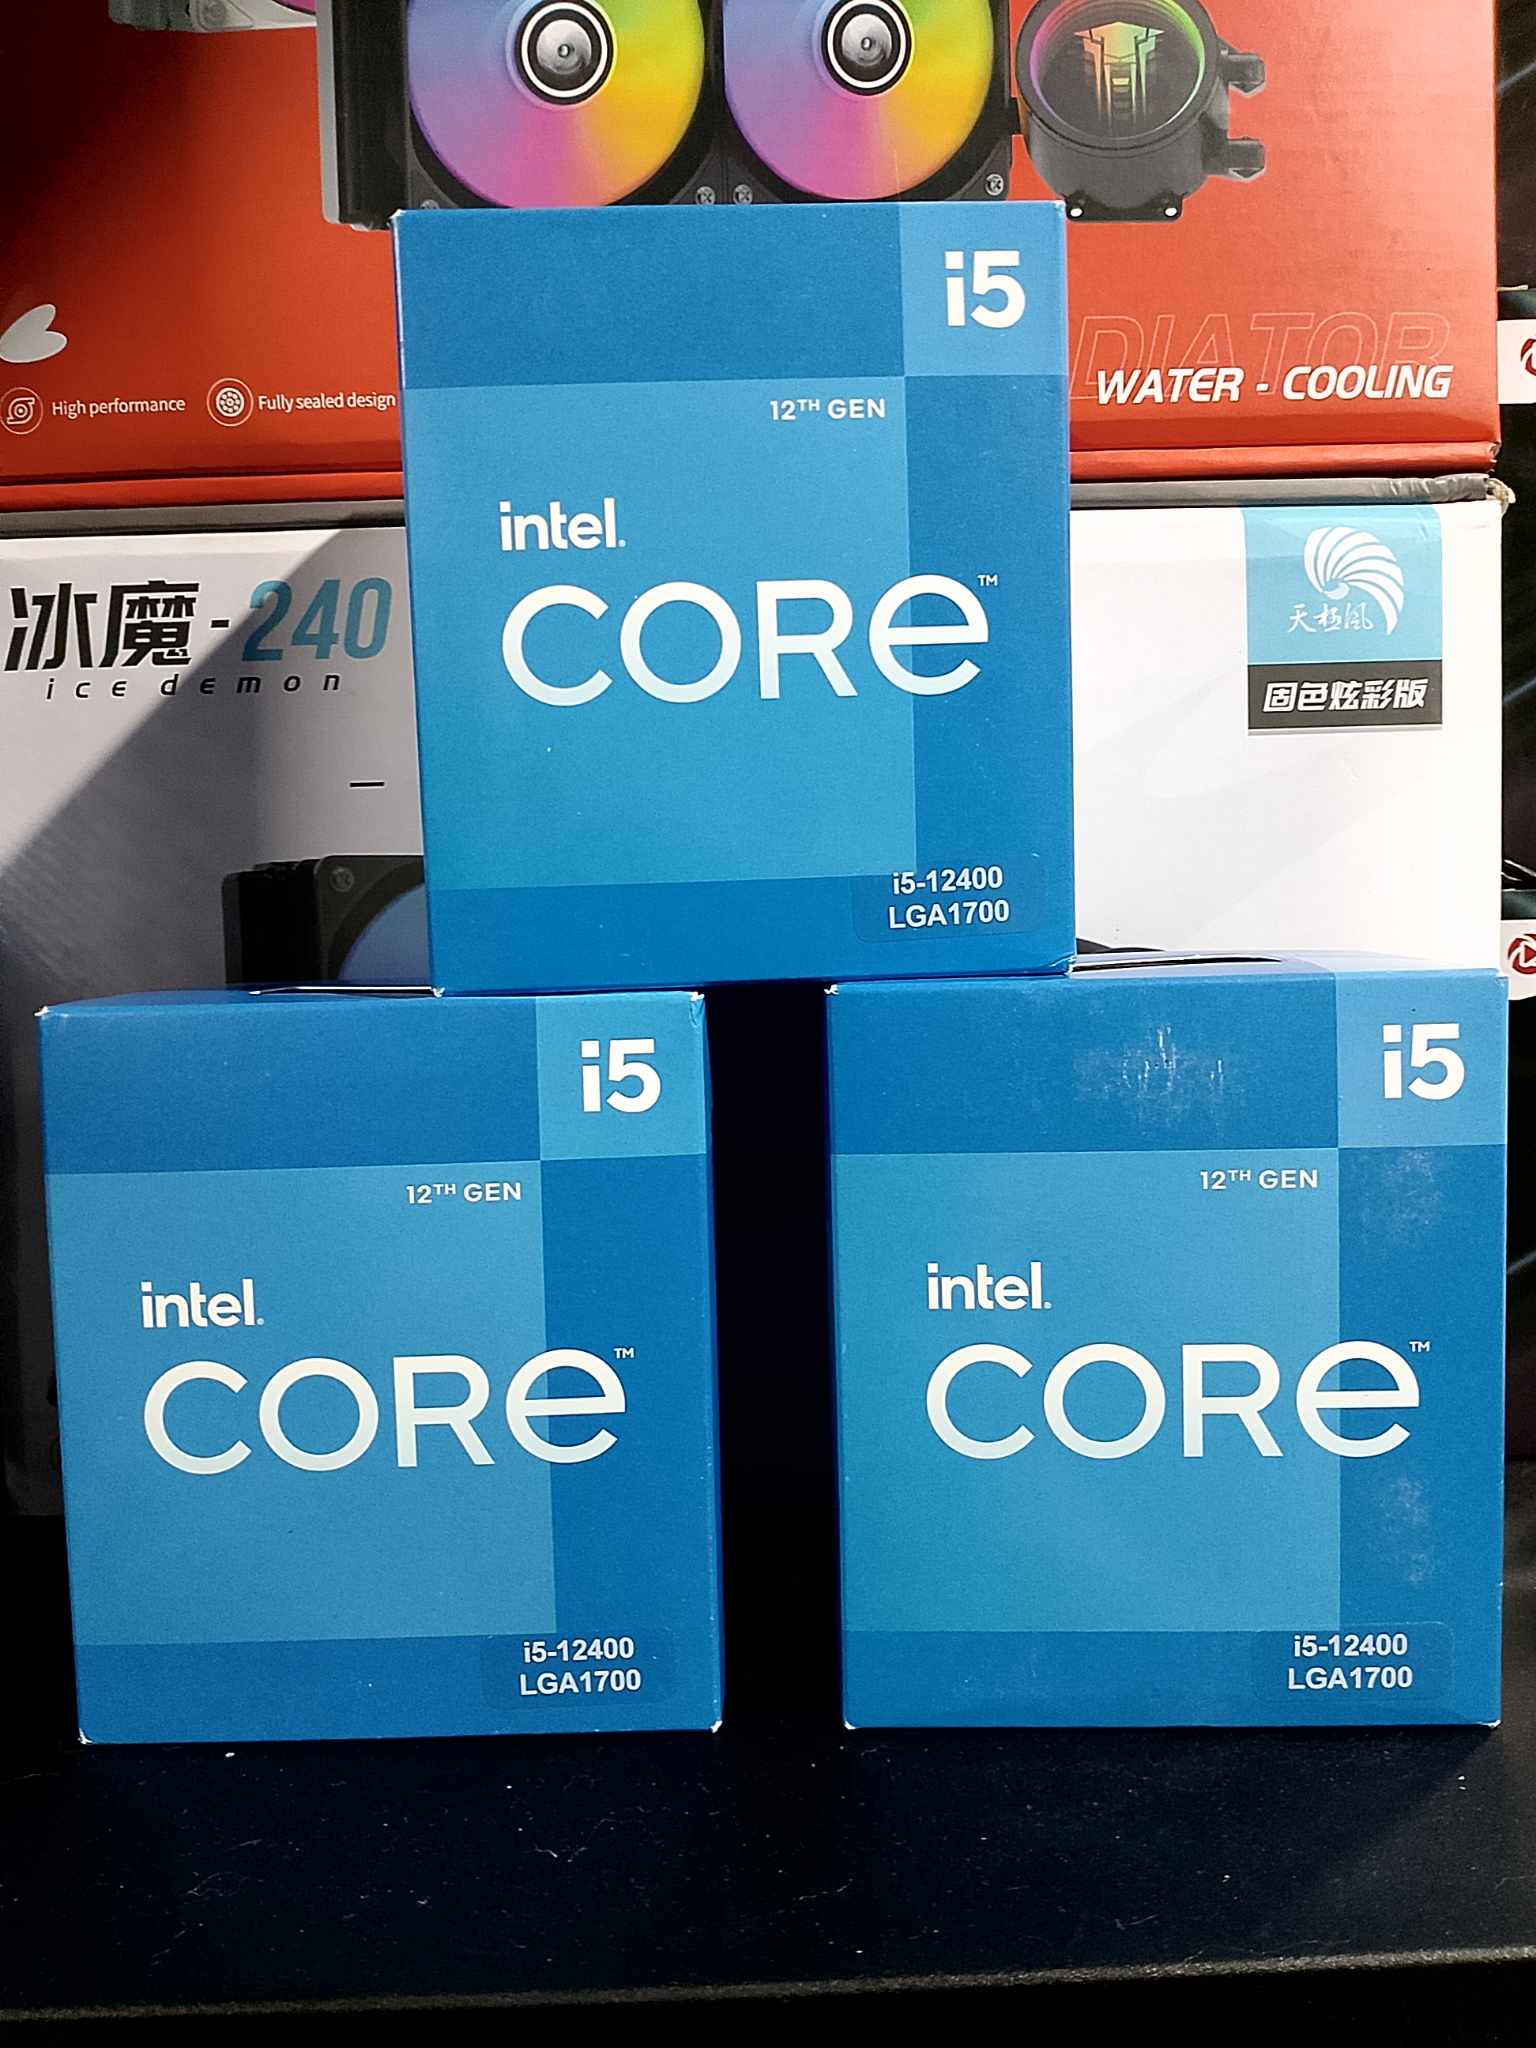 i5
DIATOR
WATER - COOLING
High performance
Fully sealed design
12TH GEN
intel.
CORe™
i5-12400
LGA1700
冰魔-240
ice demon
天极风
固色炫彩版
i5
12TH GEN
intel.
CORe™
i5-12400
LGA1700
i5
12TH GEN
intel.
CORe™
i5-12400
LGA1700